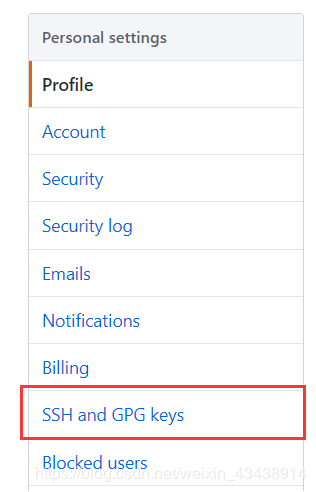 Personal settings
Profile
Account
Security
Security log
Emails
Notifications
Billing
SSH and GPG keys
Blocked users
https://blog.csdn.net/weixin_43438914